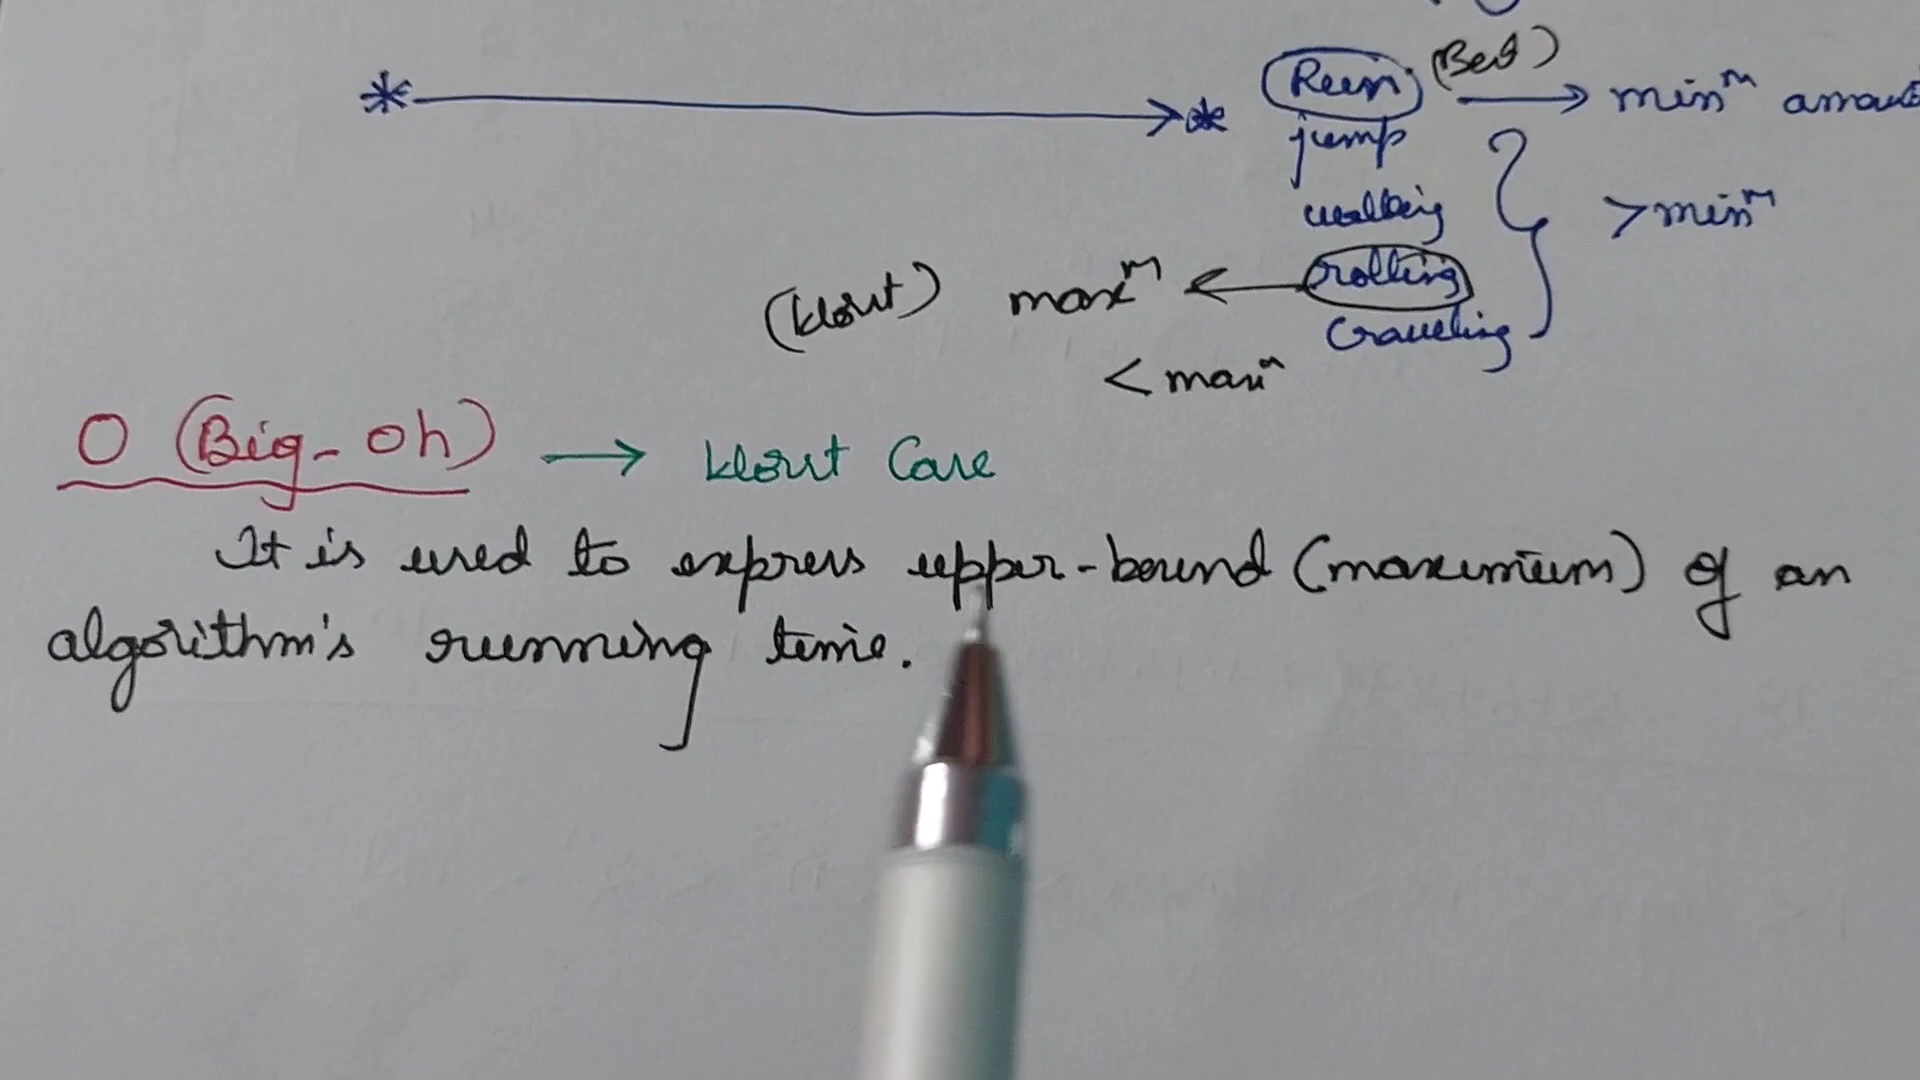 * → * Run (Best) → minᵐ amount
jump
walking > minᵐ
(Worst) maxᵐ ← rolling
Crawling
< maxᵐ
O (Big-Oh) → Worst Case
It is used to express upper-bound (maximum) of an
algorithm's running time.